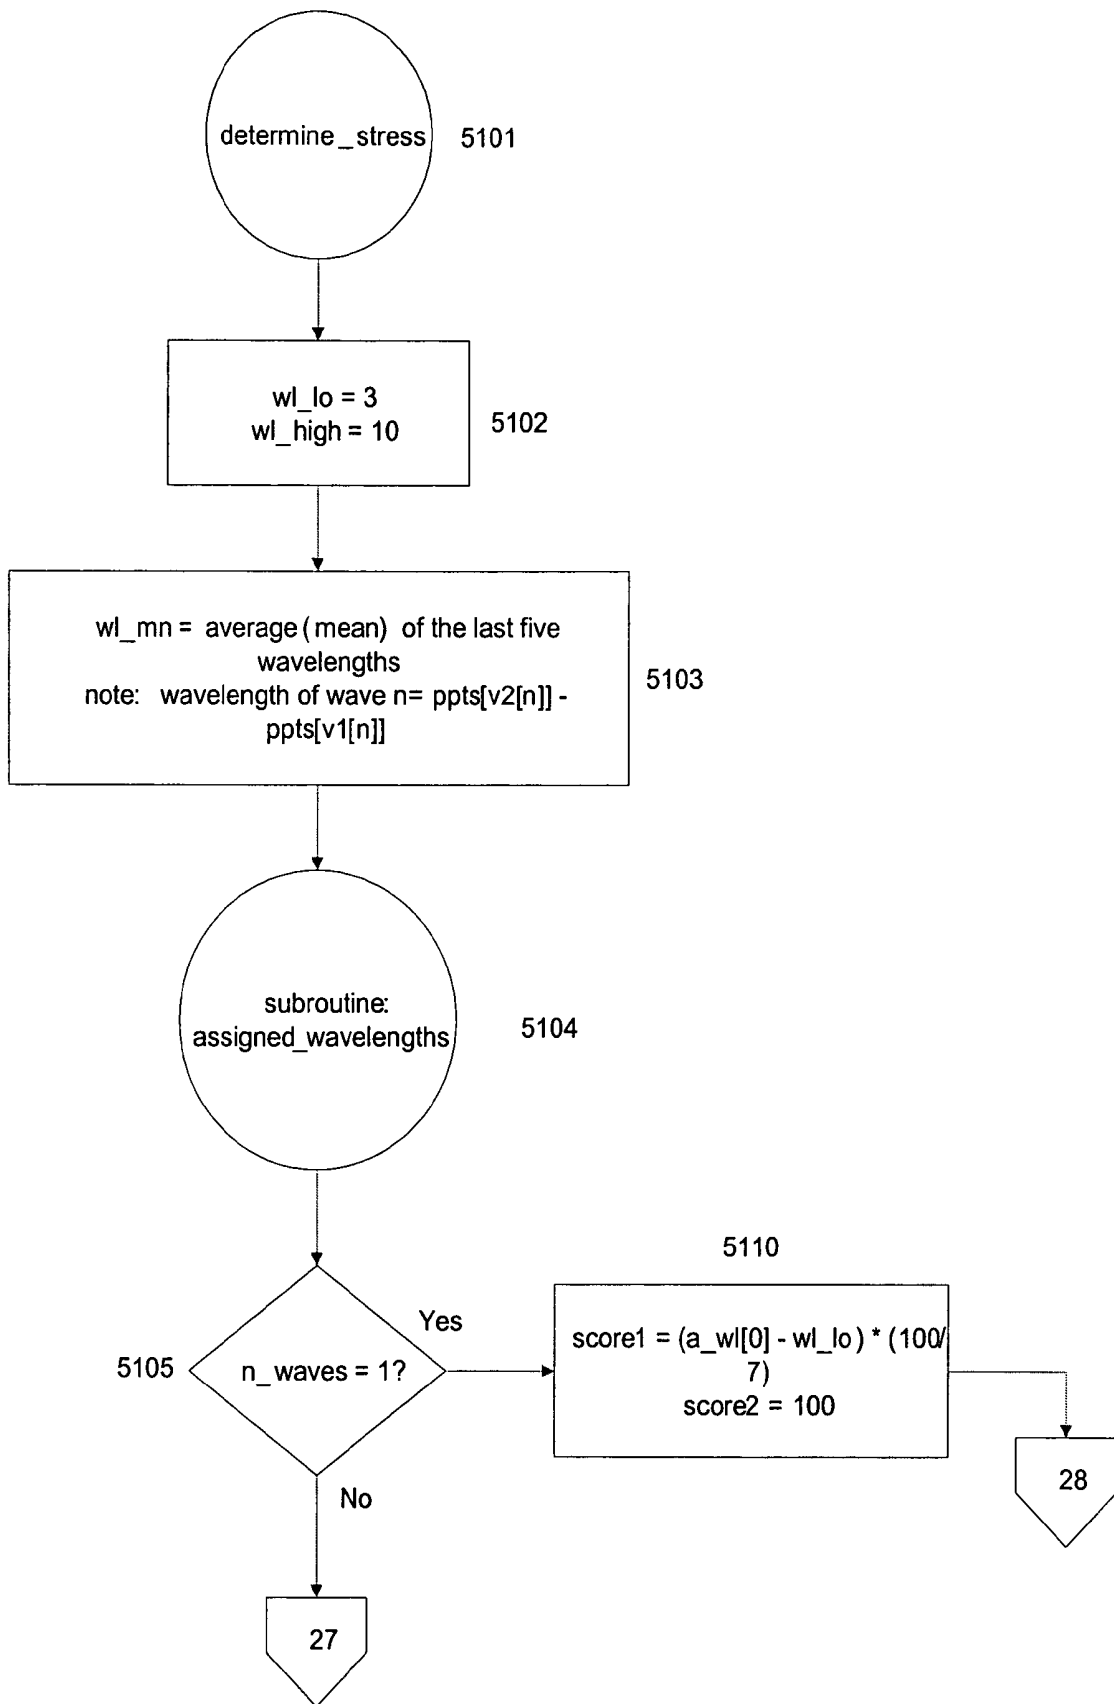 determine_stress
5101
wl_lo = 3
wl_high = 10
5102
wl_mn = average (mean) of the last five
wavelengths
note: wavelength of wave n= ppts[v2[n]] -
ppts[v1[n]]
5103
subroutine:
assigned_wavelengths
5104
5105
n_waves = 1?
Yes
No
5110
score1 = (a_wl[0] - wl_lo) * (100/
7)
score2 = 100
28
27